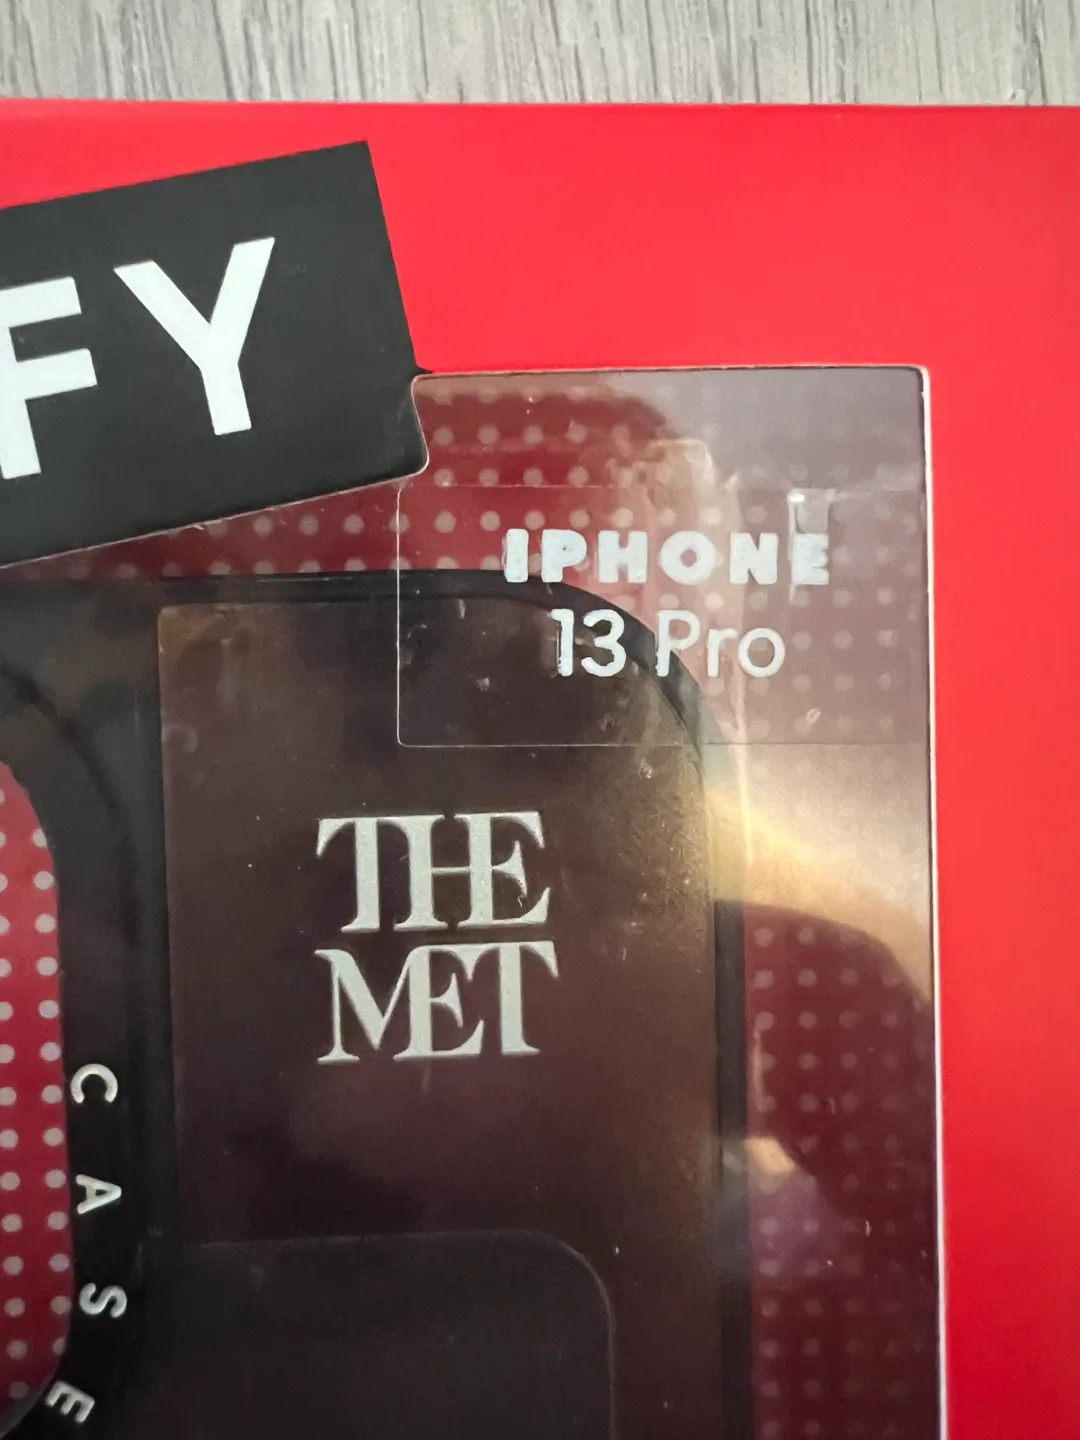 FY
IPHONE
13 Pro
THE
MET
CASE